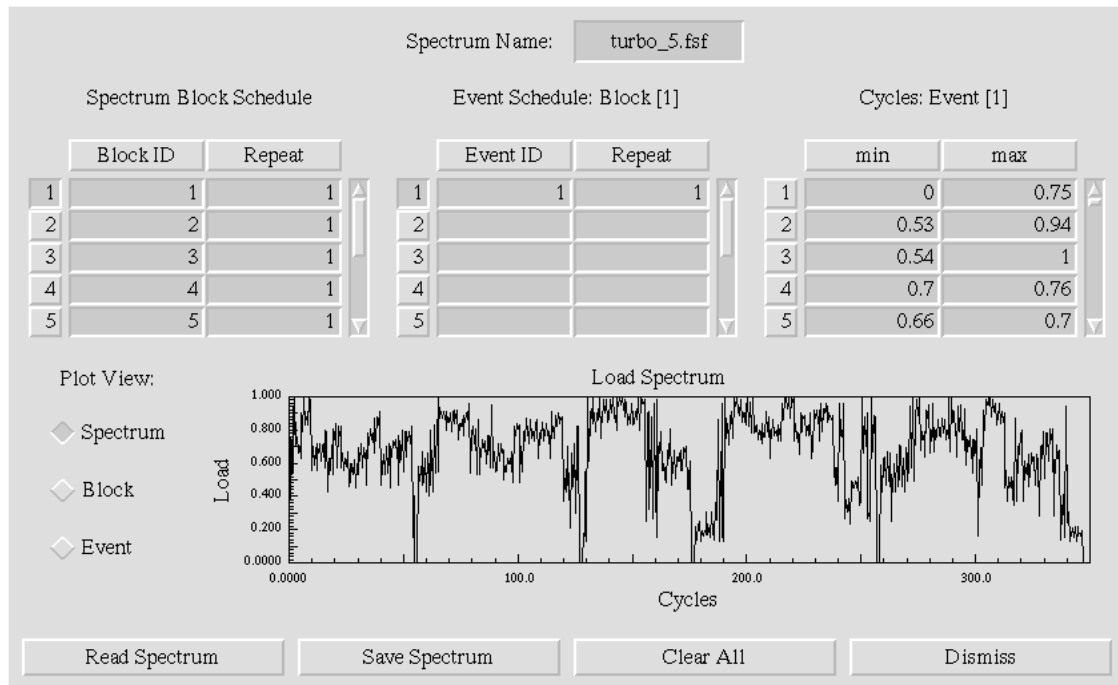 Spectrum Name: turbo_5.fsf
Spectrum Block Schedule Event Schedule: Block [1] Cycles: Event [1]
Block ID Repeat Event ID Repeat min max
1 1 1 1 1 1 1 0 0.75
2 2 1 2 2 0.53 0.94
3 3 1 3 3 0.54 1
4 4 1 4 4 0.7 0.76
5 5 1 5 5 0.66 0.7
Plot View: Load Spectrum
Spectrum
Block
Event
Load
1.000
0.800
0.600
0.400
0.200
0.0000
0.0000 100.0 200.0 300.0
Cycles
Read Spectrum Save Spectrum Clear All Dismiss